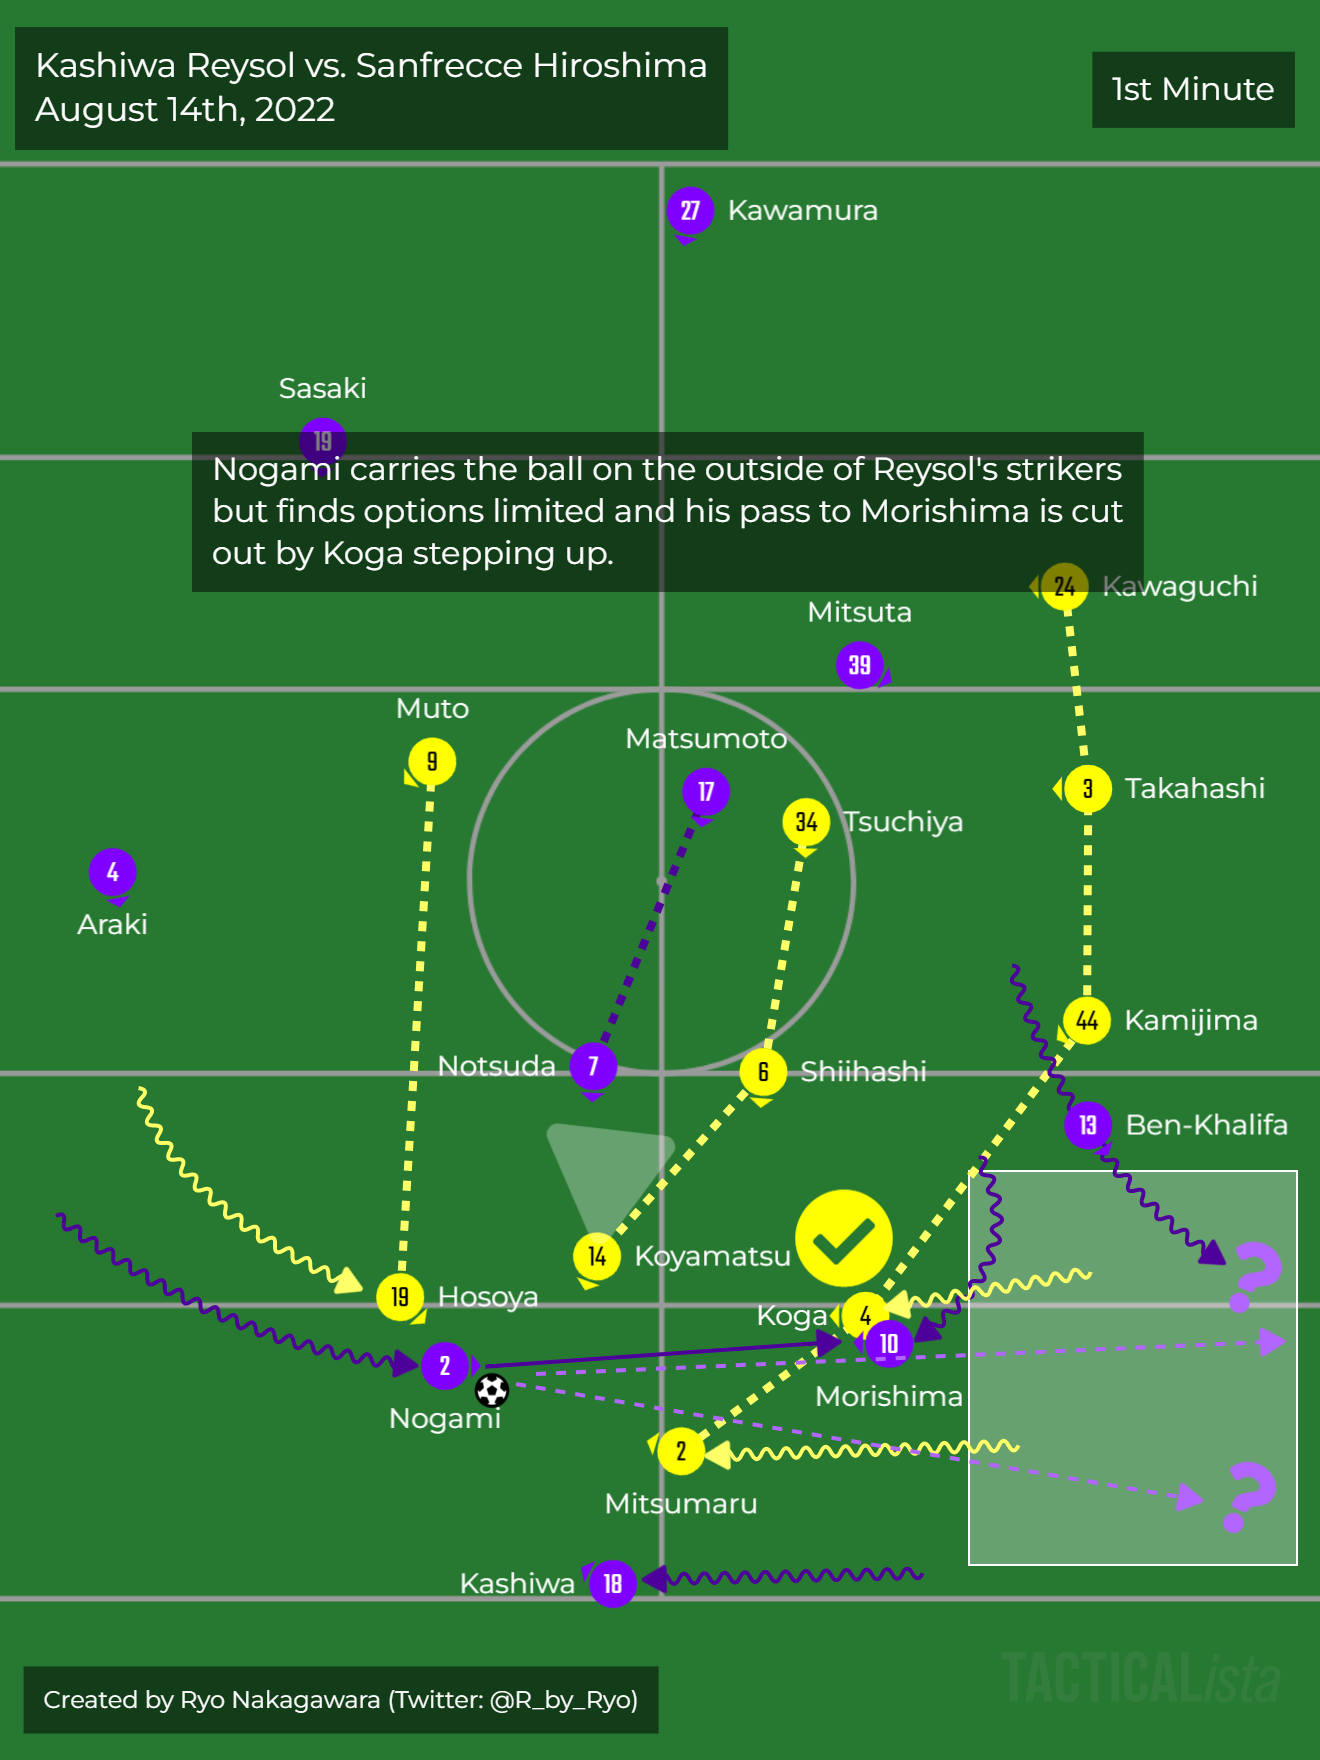 Kashiwa Reysol vs. Sanfrecce Hiroshima
August 14th, 2022
1st Minute
27 Kawamura
Sasaki
19
Nogami carries the ball on the outside of Reysol's strikers
but finds options limited and his pass to Morishima is cut
out by Koga stepping up.
24 Kawaguchi
Mitsuta
39
Muto
9
Matsumoto
17
3 Takahashi
34 Tsuchiya
4
Araki
44 Kamijima
Notsuda 7
6 Shiihashi
13 Ben-Khalifa
14 Koyamatsu
?
19 Hosoya
Koga 4
10
Morishima
2
Nogami
2
Mitsumaru
?
Kashiwa 18
TACTICALista
Created by Ryo Nakagawara (Twitter: @R_by_Ryo)